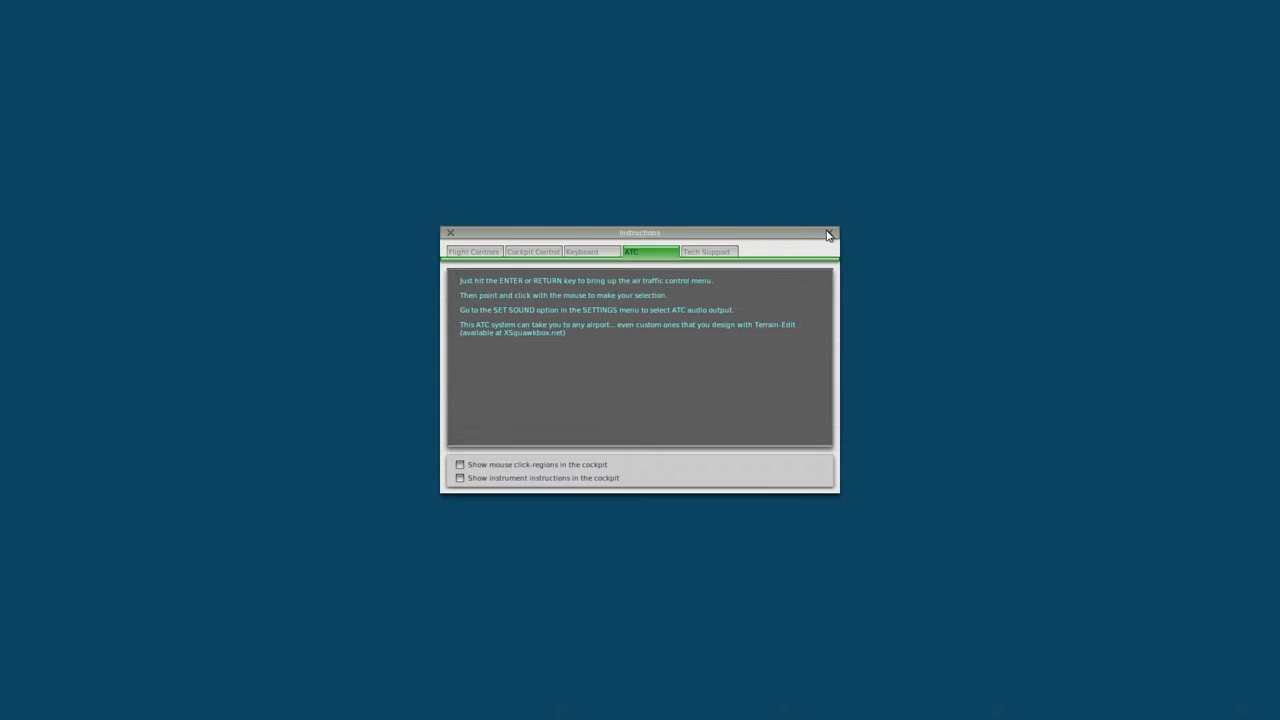 Instructions
Flight Controls Cockpit Control Keyboard ATC Tech Support
Just hit the ENTER or RETURN key to bring up the air traffic control menu.
Then point and click with the mouse to make your selection.
Go to the SET SOUND option in the SETTINGS menu to select ATC audio output.
This ATC system can take you to any airport... even custom ones that you design with Terrain-Edit
(available at XSquawkbox.net)
Show mouse click-regions in the cockpit
Show instrument instructions in the cockpit